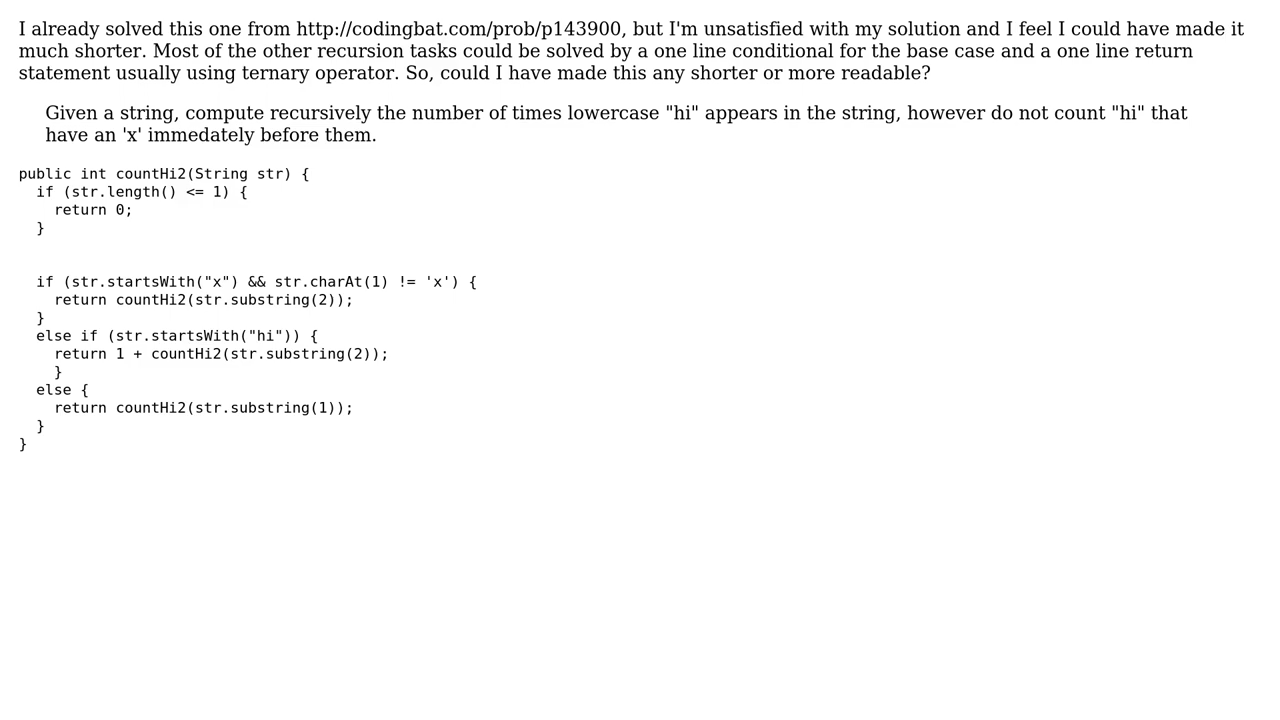 I already solved this one from http://codingbat.com/prob/p143900, but I'm unsatisfied with my solution and I feel I could have made it
much shorter. Most of the other recursion tasks could be solved by a one line conditional for the base case and a one line return
statement usually using ternary operator. So, could I have made this any shorter or more readable?
Given a string, compute recursively the number of times lowercase "hi" appears in the string, however do not count "hi" that
have an 'x' immedately before them.
public int countHi2(String str) {
  if (str.length() <= 1) {
    return 0;
  }
  if (str.startsWith("x") && str.charAt(1) != 'x') {
    return countHi2(str.substring(2));
  }
  else if (str.startsWith("hi")) {
    return 1 + countHi2(str.substring(2));
    }
  else {
    return countHi2(str.substring(1));
  }
}